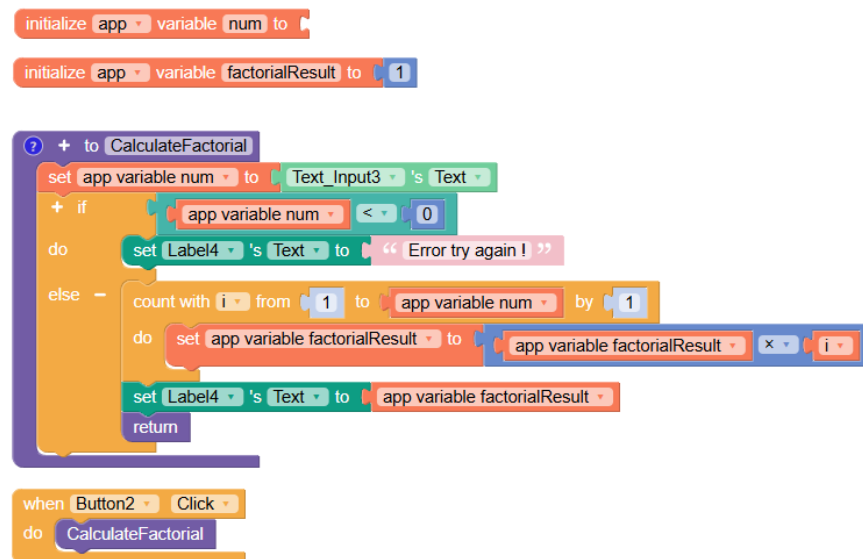 initialize app variable num to
initialize app variable factorialResult to 1
? + to CalculateFactorial
set app variable num to Text_Input3 's Text
+ if app variable num < 0
do set Label4 's Text to “ Error try again ! ”
else − count with i from 1 to app variable num by 1
do set app variable factorialResult to app variable factorialResult × i
set Label4 's Text to app variable factorialResult
return
when Button2 Click
do CalculateFactorial